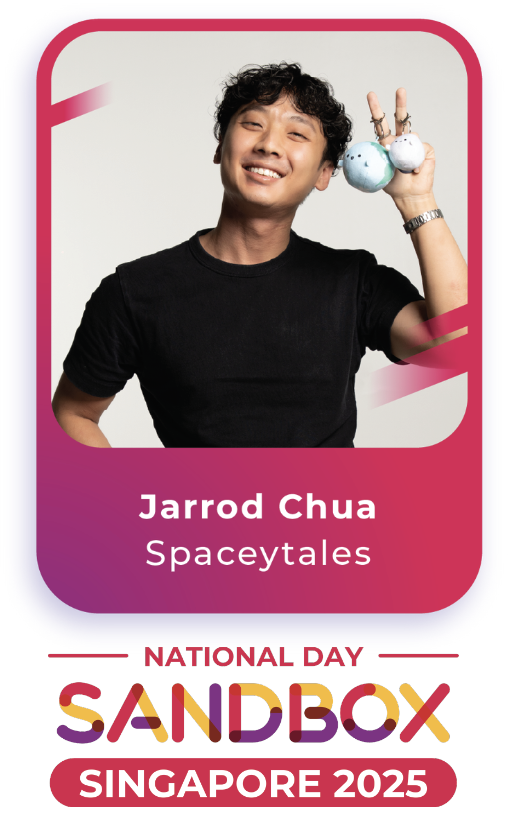 Jarrod Chua
Spaceytales
NATIONAL DAY
SANDBOX
SINGAPORE 2025